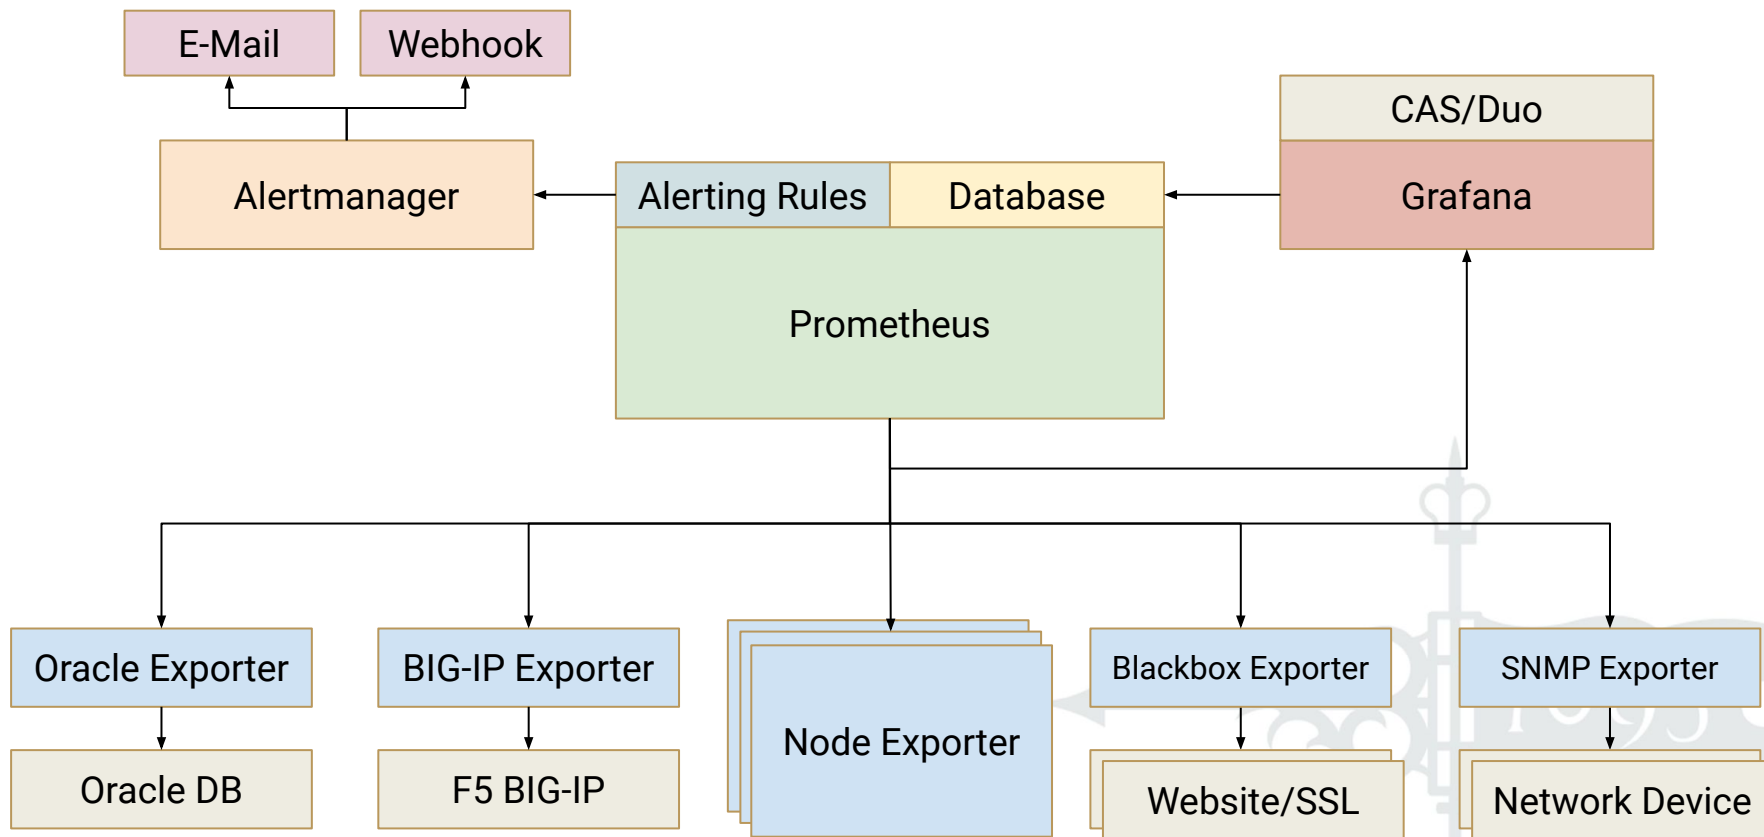 E-Mail
Webhook
CAS/Duo
Alertmanager
Alerting Rules
Database
Grafana
Prometheus
Oracle Exporter
BIG-IP Exporter
Blackbox Exporter
SNMP Exporter
Node Exporter
Oracle DB
F5 BIG-IP
Website/SSL
Network Device